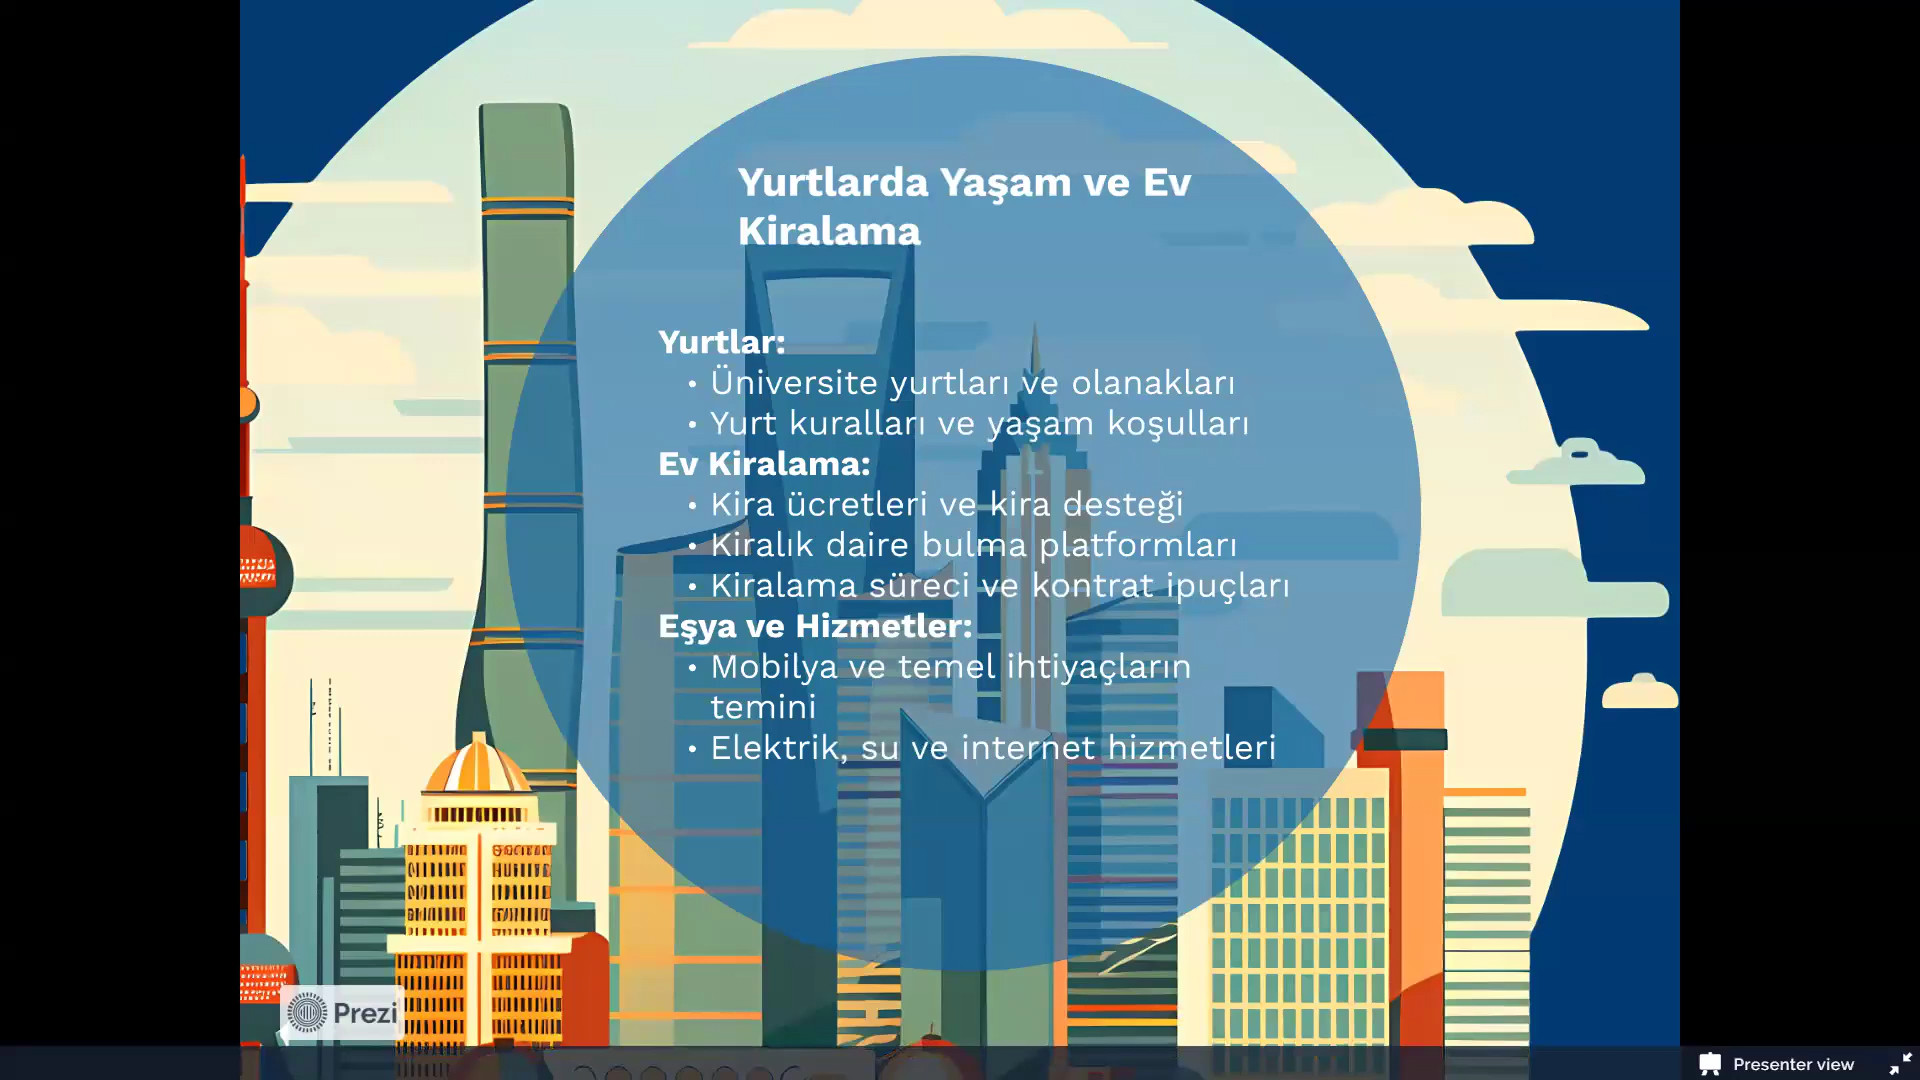 Yurtlarda Yaşam ve Ev
Kiralama
Yurtlar:
• Üniversite yurtları ve olanakları
• Yurt kuralları ve yaşam koşulları
Ev Kiralama:
• Kira ücretleri ve kira desteği
• Kiralık daire bulma platformları
• Kiralama süreci ve kontrat ipuçları
Eşya ve Hizmetler:
• Mobilya ve temel ihtiyaçların
temini
• Elektrik, su ve internet hizmetleri
Prezi
Presenter view